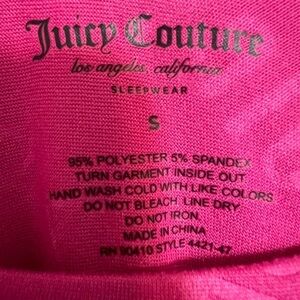 Juicy Couture
los angeles, california
SLEEPWEAR
S
95% POLYESTER 5% SPANDEX
TURN GARMENT INSIDE OUT
HAND WASH COLD WITH LIKE COLORS
DO NOT BLEACH LINE DRY
DO NOT IRON.
MADE IN CHINA
RN 90410 STYLE 4421-47